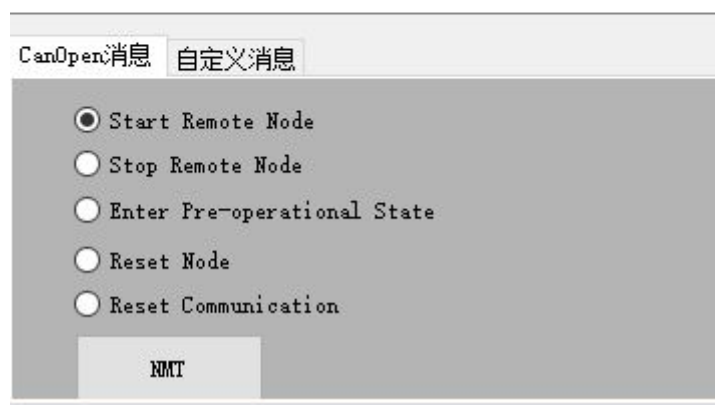 CanOpen消息 自定义消息
Start Remote Node
Stop Remote Node
Enter Pre-operational State
Reset Node
Reset Communication
NMT